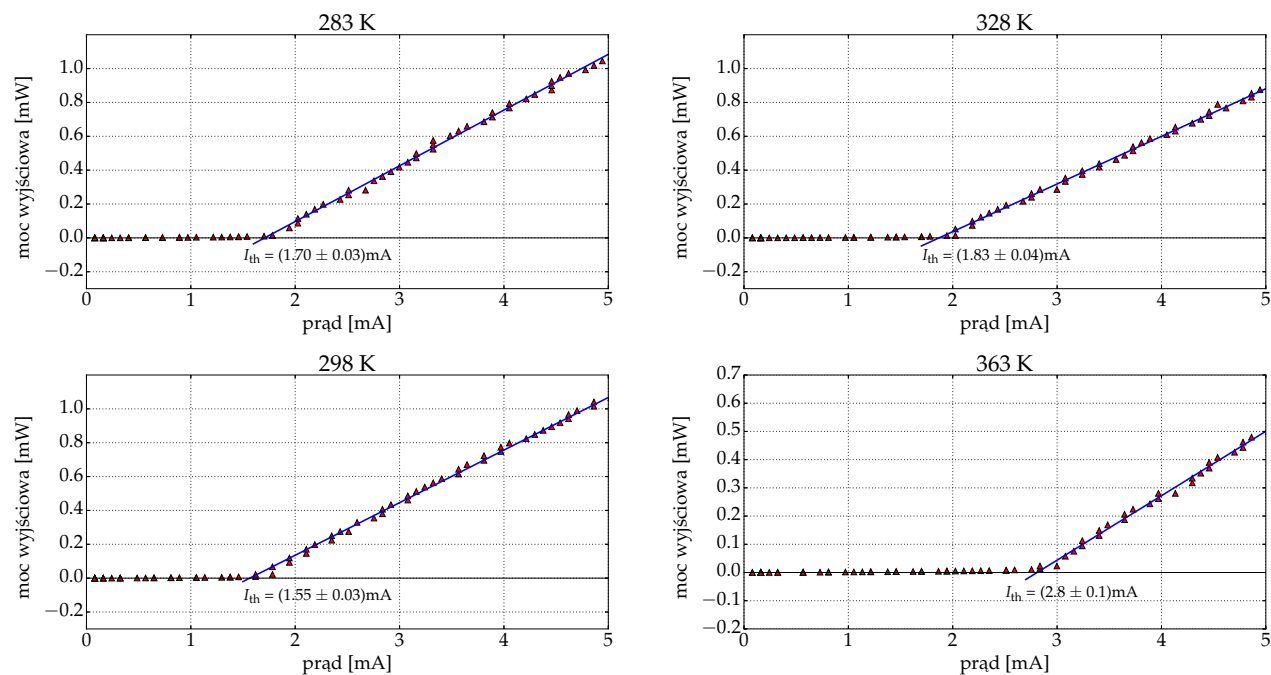 283 K
moc wyjściowa [mW]
1.0
0.8
0.6
0.4
0.2
0.0
−0.2
I_th = (1.70 ± 0.03)mA
0 1 2 3 4 5
prąd [mA]
328 K
moc wyjściowa [mW]
1.0
0.8
0.6
0.4
0.2
0.0
−0.2
I_th = (1.83 ± 0.04)mA
0 1 2 3 4 5
prąd [mA]
298 K
moc wyjściowa [mW]
1.0
0.8
0.6
0.4
0.2
0.0
−0.2
I_th = (1.55 ± 0.03)mA
0 1 2 3 4 5
prąd [mA]
363 K
moc wyjściowa [mW]
0.7
0.6
0.5
0.4
0.3
0.2
0.1
0.0
−0.1
−0.2
I_th = (2.8 ± 0.1)mA
0 1 2 3 4 5
prąd [mA]